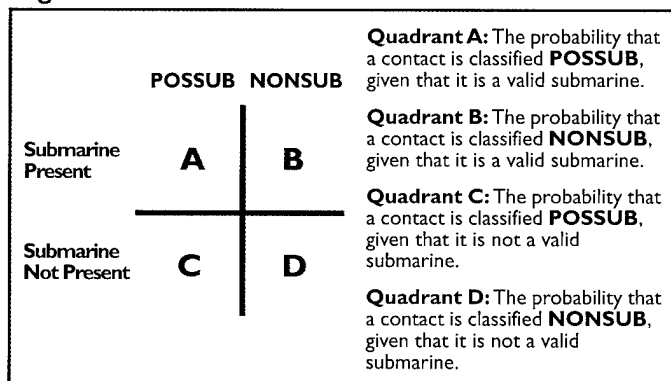 POSSUB NONSUB
Submarine
Present
A
B
Submarine
Not Present
C
D
Quadrant A: The probability that
a contact is classified POSSUB,
given that it is a valid submarine.
Quadrant B: The probability that
a contact is classified NONSUB,
given that it is a valid submarine.
Quadrant C: The probability that
a contact is classified POSSUB,
given that it is not a valid
submarine.
Quadrant D: The probability that
a contact is classified NONSUB,
given that it is not a valid
submarine.